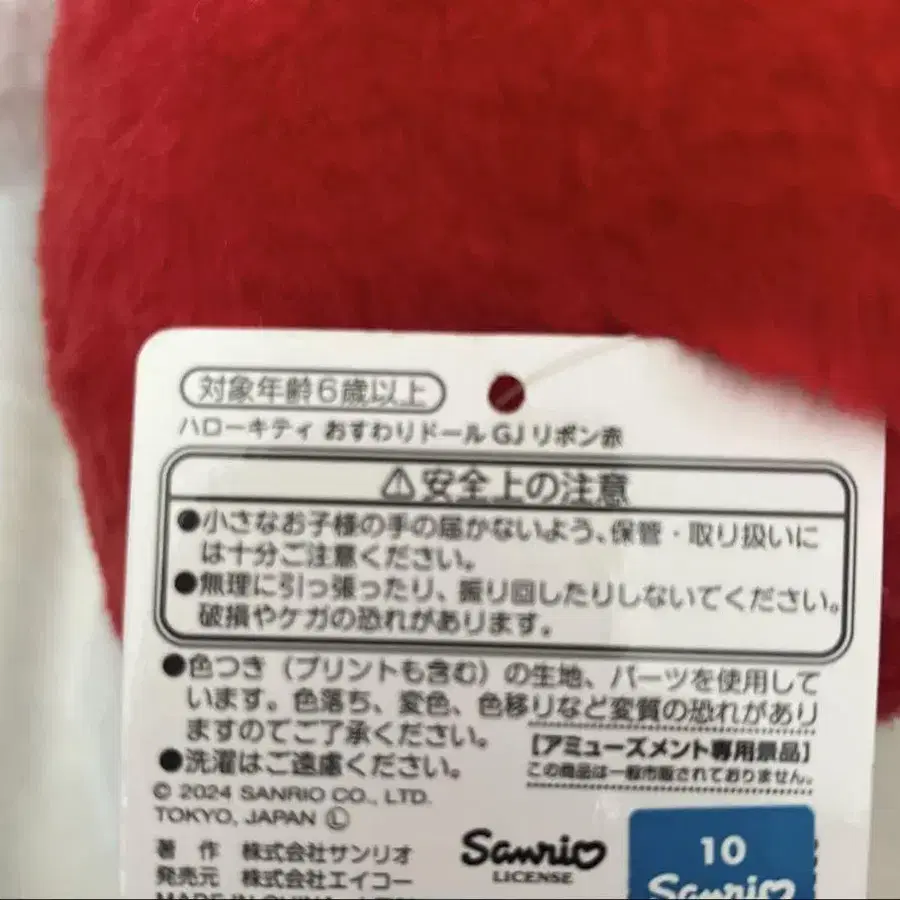 対象年齢6歳以上
ハローキティ おすわりドール GJ リボン赤
⚠安全上の注意
●小さなお子様の手の届かないよう、保管・取り扱いに
は十分ご注意ください。
●無理に引っ張ったり、振り回したりしないでください。
破損やケガの恐れがあります。
●色つき（プリントも含む）の生地、パーツを使用して
います。色落ち、変色、色移りなど変質の恐れがあり
ますのでご了承ください。
●洗濯はご遠慮ください。
【アミューズメント専用景品】
この商品は一般市販されておりません。
© 2024 SANRIO CO., LTD.
TOKYO, JAPAN Ⓛ
著 作 株式会社サンリオ
発売元 株式会社エイコー
MADE IN CHINA
Sanrio
LICENSE
10
Sanrio